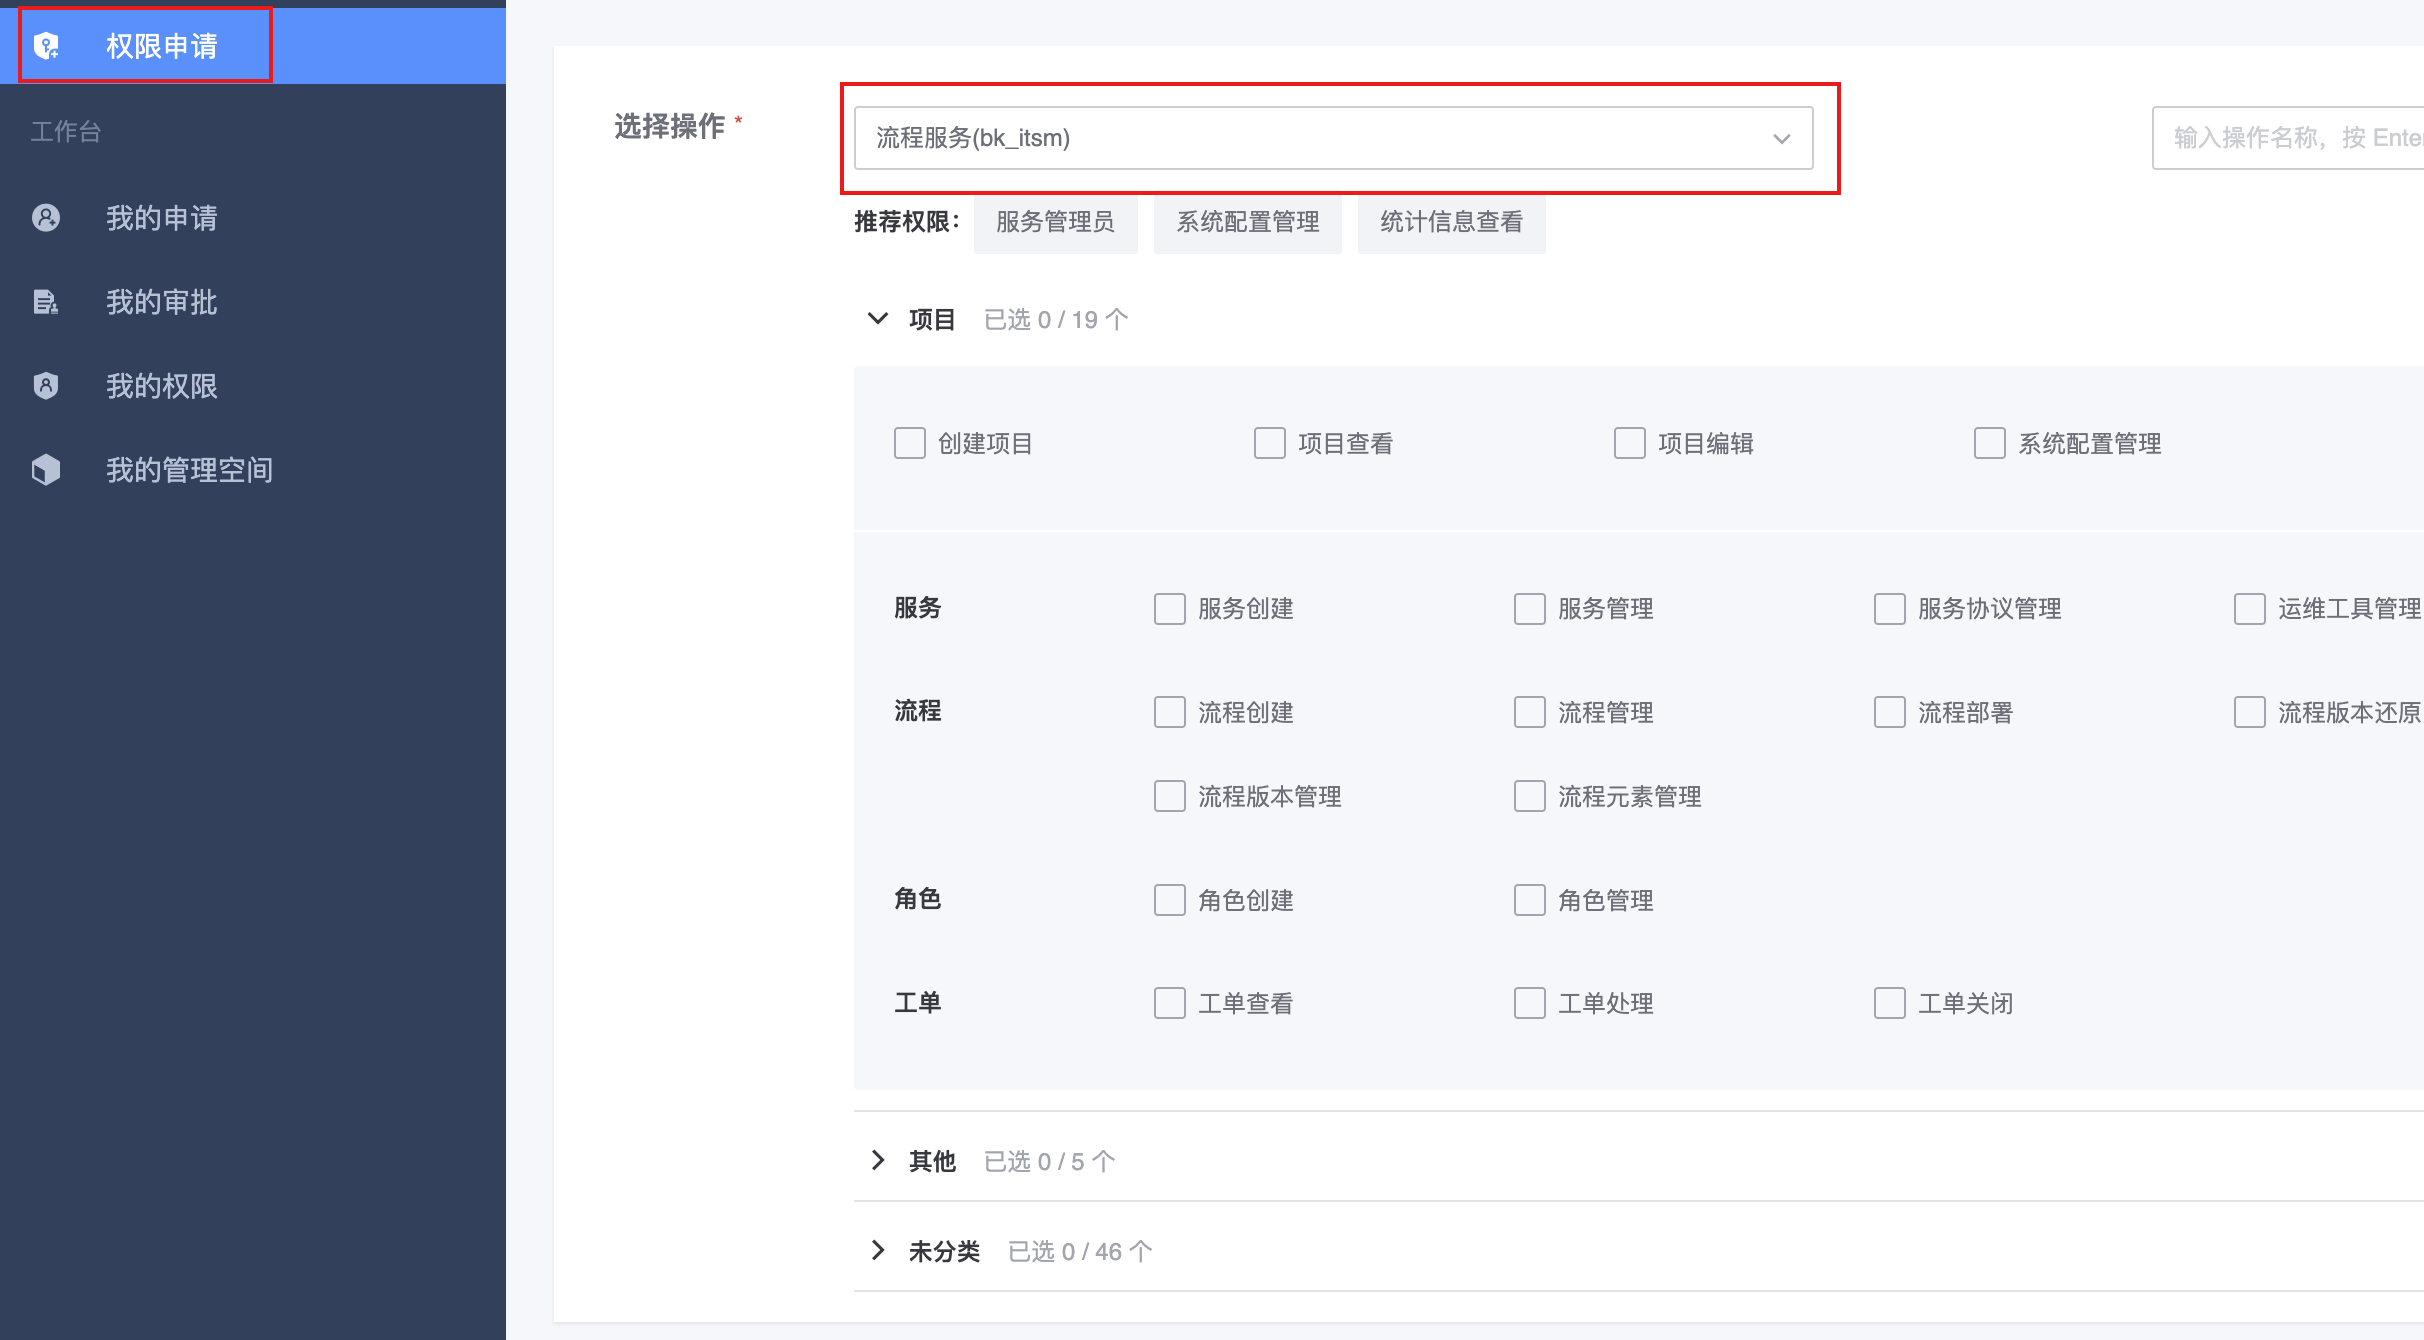 权限申请
工作台
我的申请
我的审批
我的权限
我的管理空间
选择操作 *
流程服务(bk_itsm)
输入操作名称，按 Enter
推荐权限： 服务管理员 系统配置管理 统计信息查看
项目 已选 0 / 19 个
创建项目 项目查看 项目编辑 系统配置管理
服务 服务创建 服务管理 服务协议管理 运维工具管理
流程 流程创建 流程管理 流程部署 流程版本还原
流程版本管理 流程元素管理
角色 角色创建 角色管理
工单 工单查看 工单处理 工单关闭
其他 已选 0 / 5 个
未分类 已选 0 / 46 个